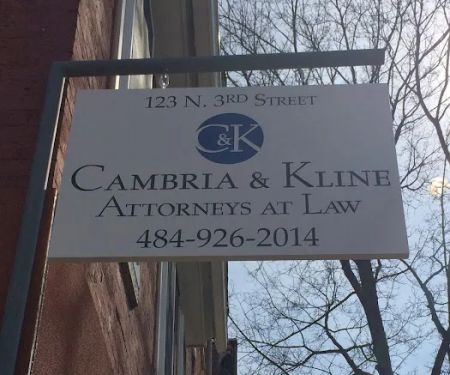 123 N. 3RD STREET
C&K
CAMBRIA & KLINE
ATTORNEYS AT LAW
484-926-2014